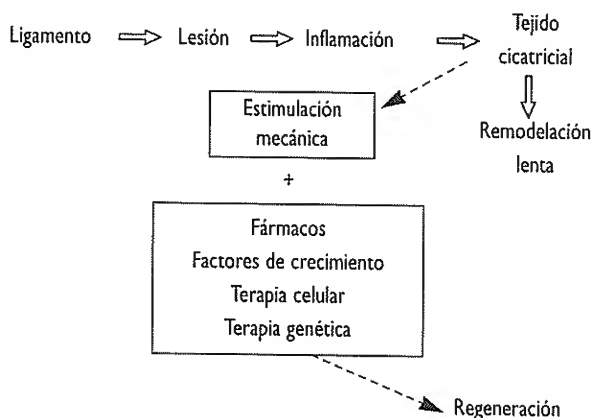 Ligamento
Lesión
Inflamación
Tejido
cicatricial
Remodelación
lenta
Estimulación
mecánica
+
Fármacos
Factores de crecimiento
Terapia celular
Terapia genética
Regeneración